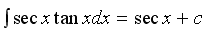 ∫ sec x tan xdx = sec x + c